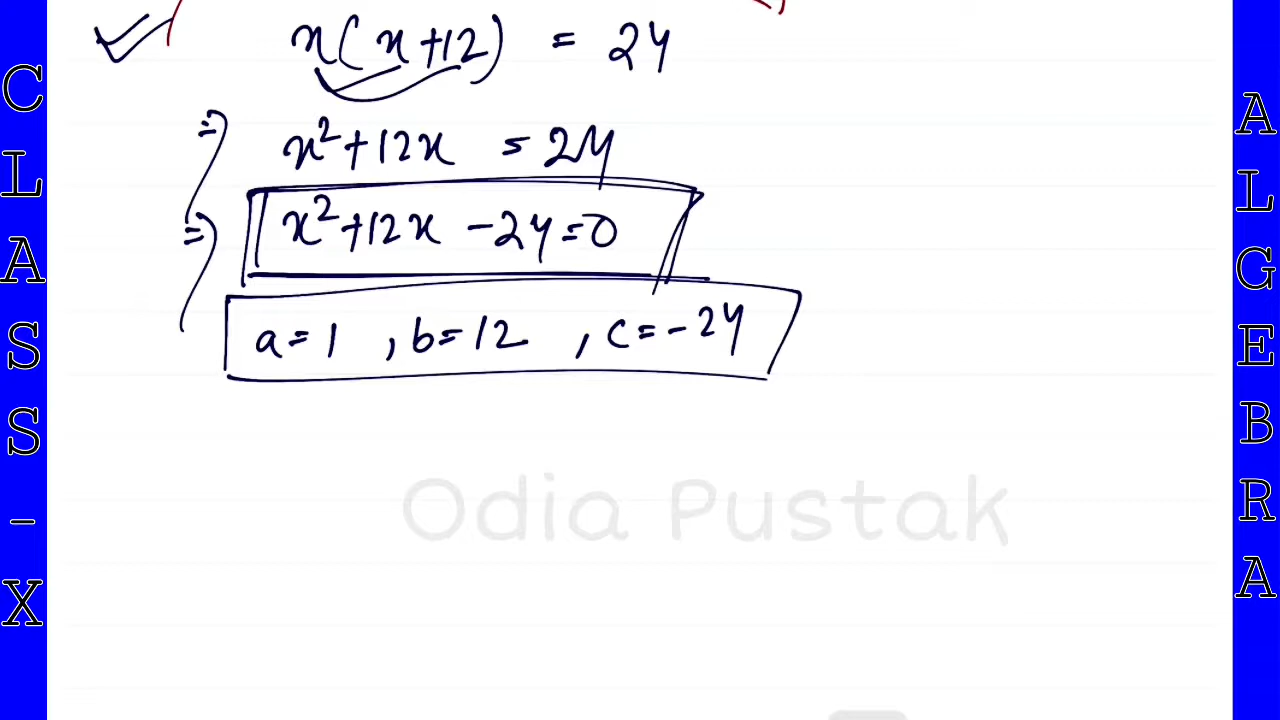 CLASS-X
x(x+12) = 24
⇒ x²+12x = 24
⇒ x²+12x -24=0
a=1 , b=12 , c=-24
Odia Pustak
ALGEBRA